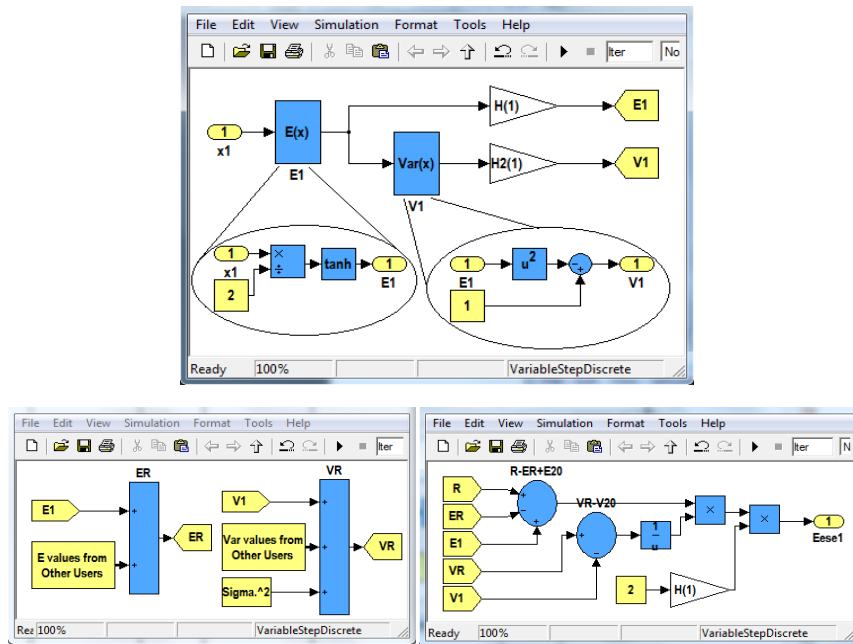 File Edit View Simulation Format Tools Help
Iter No
H(1)
E1
1
x1
E(x)
E1
Var(x)
V1
H2(1)
V1
1
x1
×
÷
2
tanh
1
E1
1
E1
u²
1
-
+
1
V1
Ready 100% VariableStepDiscrete
File Edit View Simulation Format Tools Help
Iter
ER
E1
+
E values from
Other Users
+
ER
VR
V1
+
Var values from
Other Users
+
Sigma.^2
+
VR
Rea 100% VariableStepDiscrete
File Edit View Simulation Format Tools Help
Iter N
R-ER+E20
R
ER
E1
VR
V1
+
-
+
VR-V20
+
-
1
u
×
×
2
H(1)
1
Eese1
Ready 100% VariableStepDiscrete